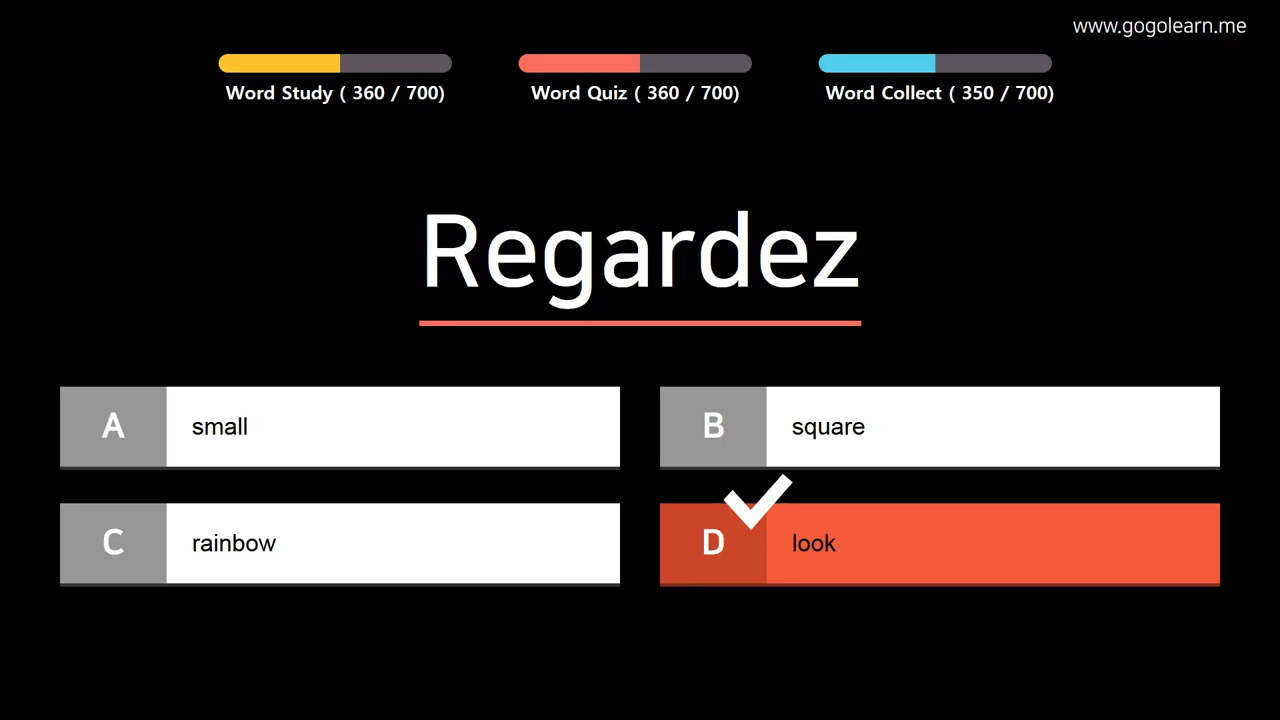 www.gogolearn.me
Word Study ( 360 / 700)
Word Quiz ( 360 / 700)
Word Collect ( 350 / 700)
Regardez
A
small
B
square
C
rainbow
D
look